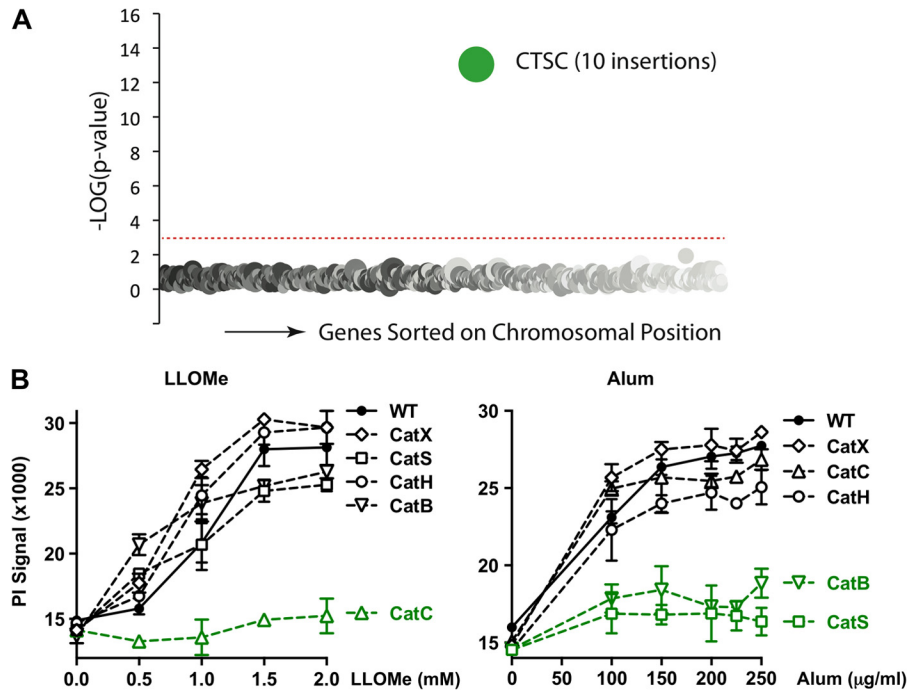 A
-LOG(p-value)
16
14
12
10
8
6
4
2
0
CTSC (10 insertions)
Genes Sorted on Chromosomal Position
B
LLOMe
PI Signal (x1000)
30
25
20
15
0.0 0.5 1.0 1.5 2.0 LLOMe (mM)
WT
CatX
CatS
CatH
CatB
CatC
Alum
30
25
20
15
0 50 100 150 200 250 Alum (μg/ml)
WT
CatX
CatC
CatH
CatB
CatS